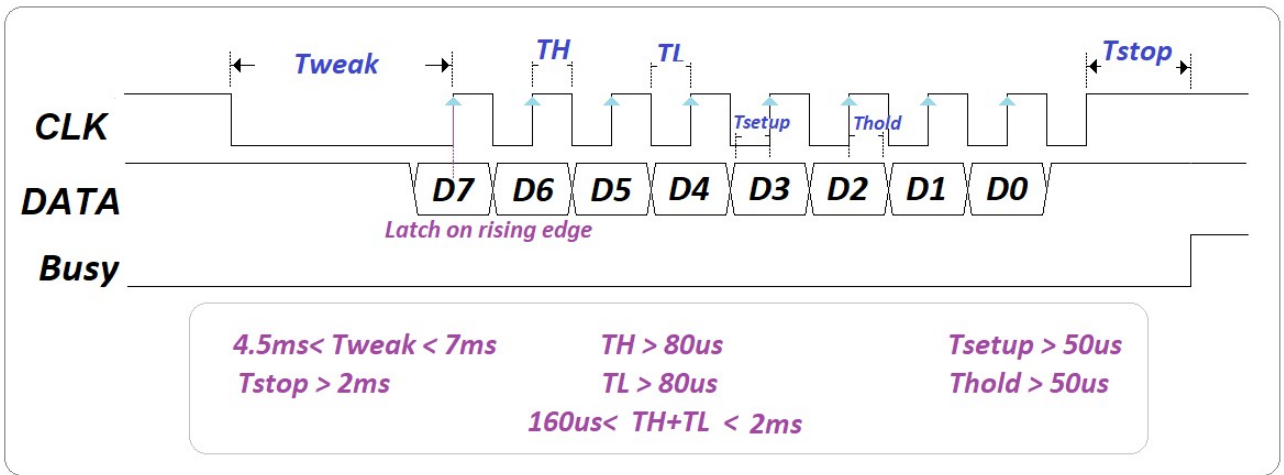 Tweak TH TL Tstop
CLK Tsetup Thold
DATA D7 D6 D5 D4 D3 D2 D1 D0
Latch on rising edge
Busy
4.5ms< Tweak < 7ms TH > 80us Tsetup > 50us
Tstop > 2ms TL > 80us Thold > 50us
160us< TH+TL < 2ms